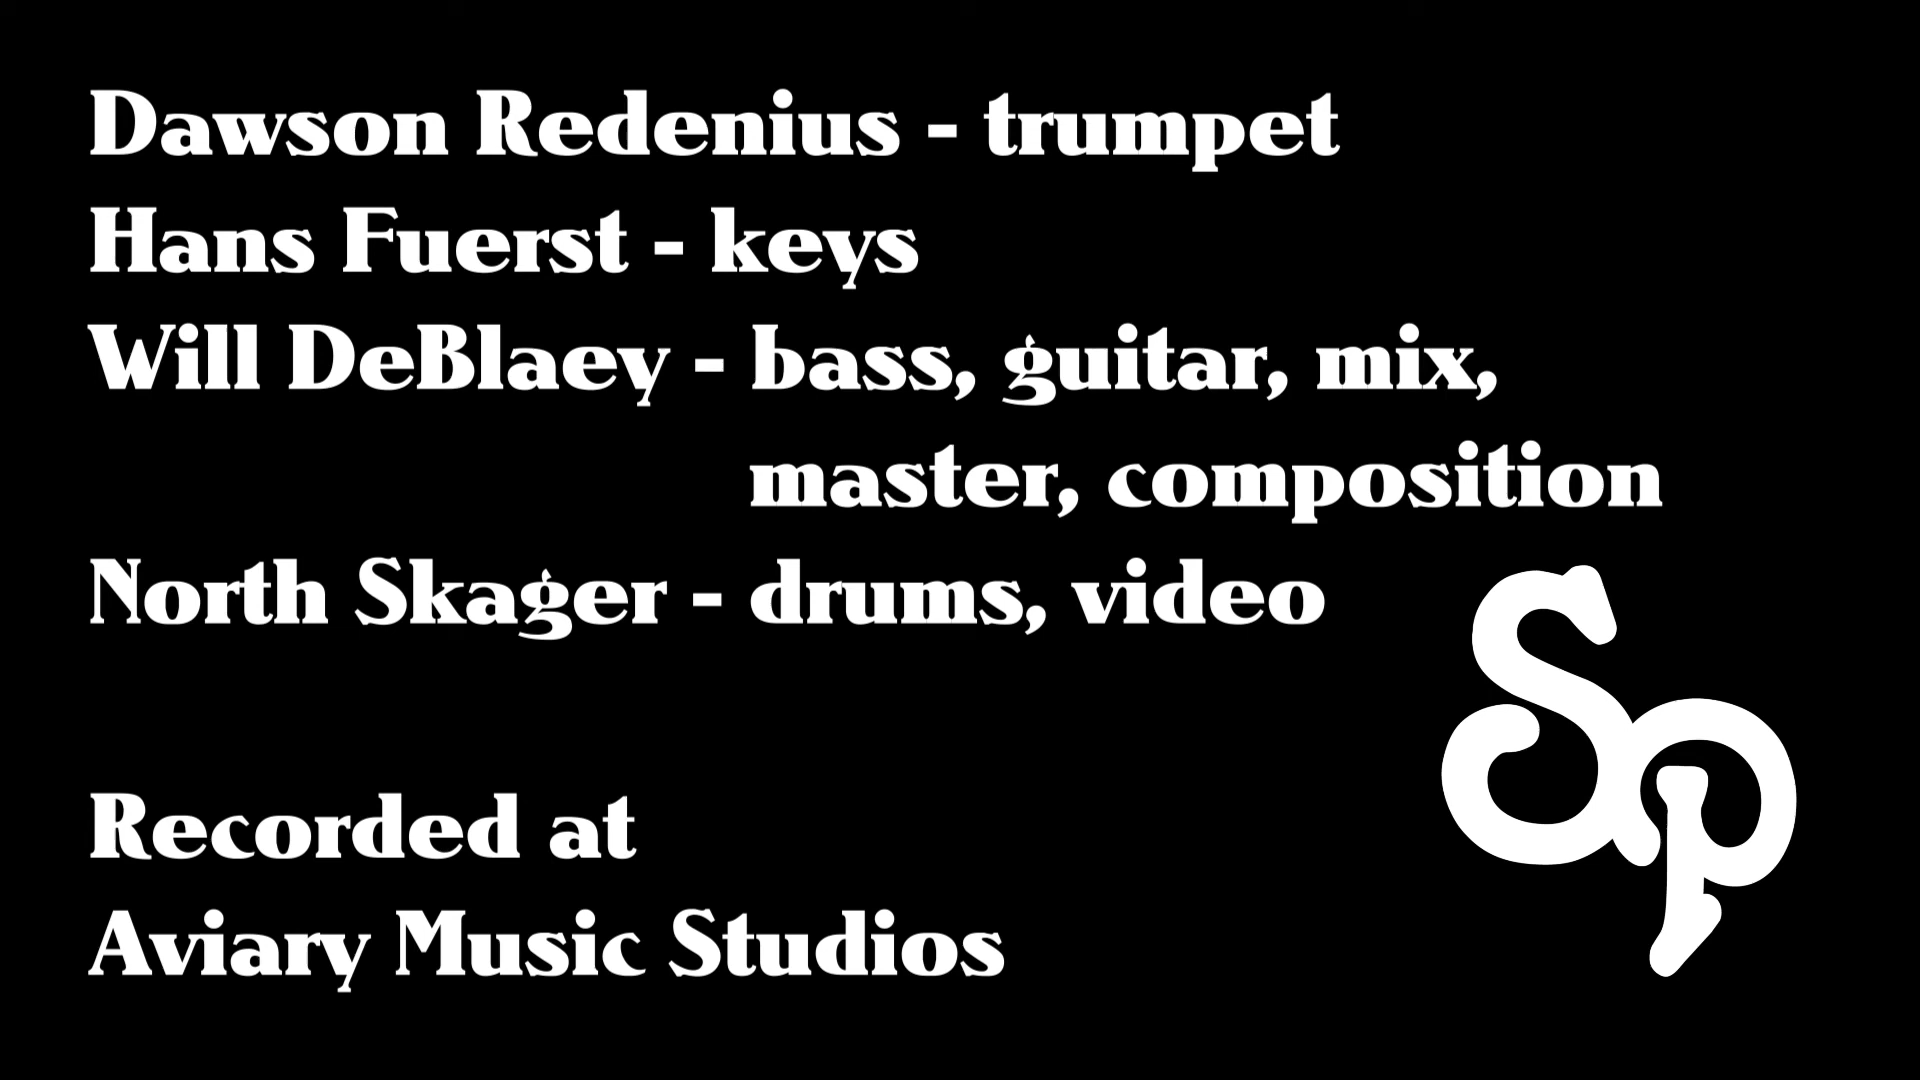 Dawson Redenius - trumpet
Hans Fuerst - keys
Will DeBlaey - bass, guitar, mix,
master, composition
North Skager - drums, video
Recorded at
Aviary Music Studios
Sp